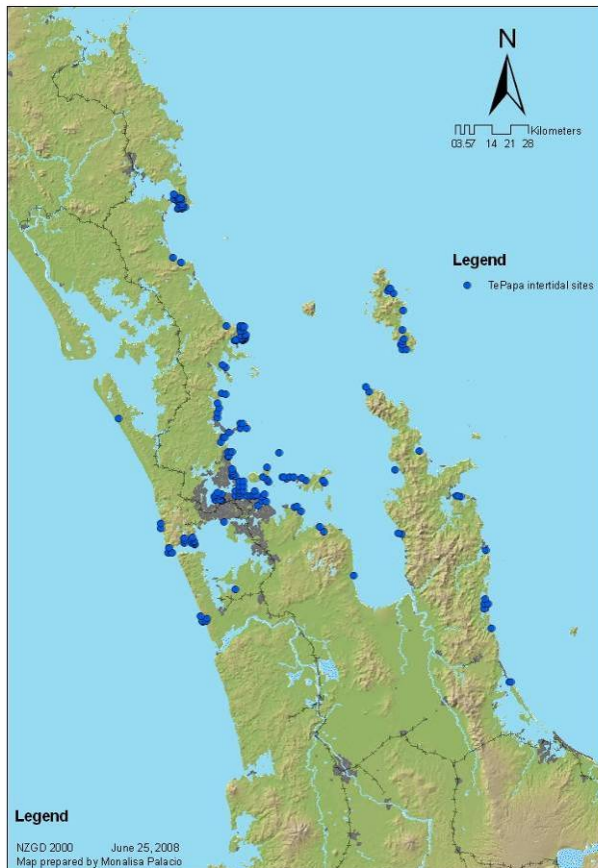 N
Kilometers
03.57 14 21 28
Legend
TePapa intertidal sites
Legend
NZGD 2000 June 25, 2008
Map prepared by Monalisa Palacio